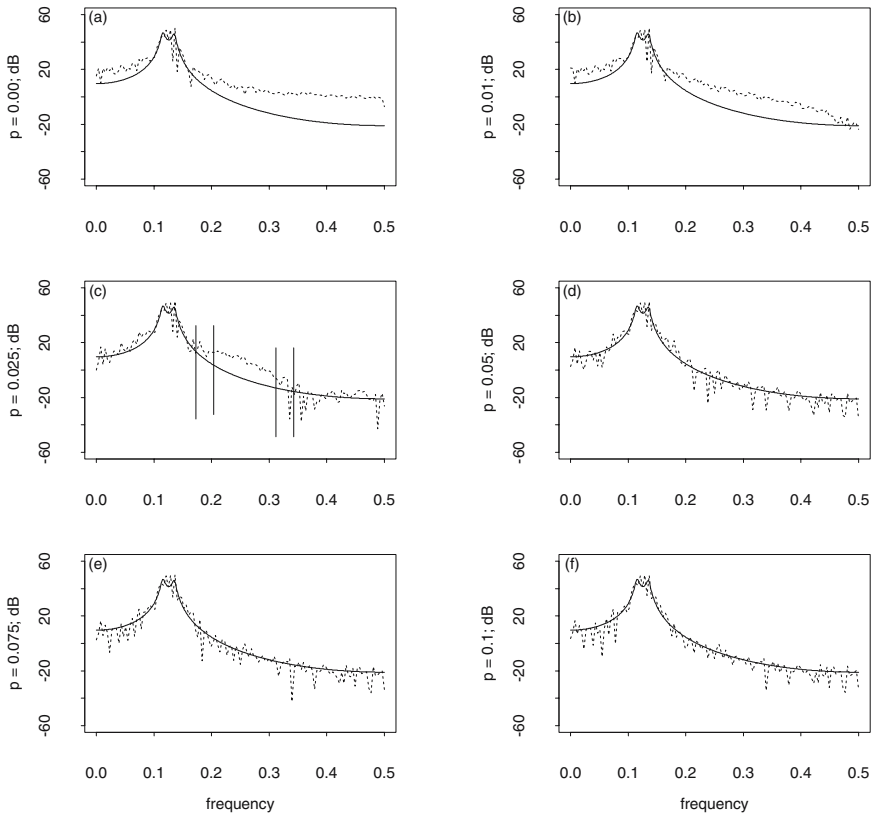 (a)
p = 0.00; dB
60
20
-20
-60
0.0 0.1 0.2 0.3 0.4 0.5
(b)
p = 0.01; dB
60
20
-20
-60
0.0 0.1 0.2 0.3 0.4 0.5
(c)
p = 0.025; dB
60
20
-20
-60
0.0 0.1 0.2 0.3 0.4 0.5
(d)
p = 0.05; dB
60
20
-20
-60
0.0 0.1 0.2 0.3 0.4 0.5
(e)
p = 0.075; dB
60
20
-20
-60
0.0 0.1 0.2 0.3 0.4 0.5
frequency
(f)
p = 0.1; dB
60
20
-20
-60
0.0 0.1 0.2 0.3 0.4 0.5
frequency